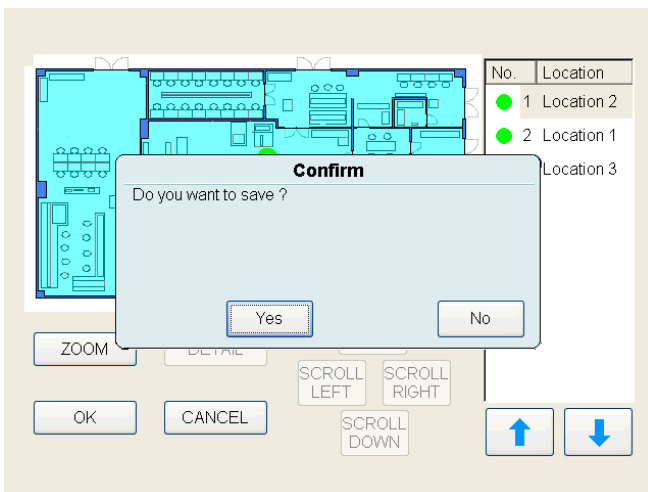 No. Location
1 Location 2
2 Location 1
Location 3
Confirm
Do you want to save ?
Yes
No
ZOOM
DETAIL
SCROLL
LEFT
SCROLL
RIGHT
OK
CANCEL
SCROLL
DOWN